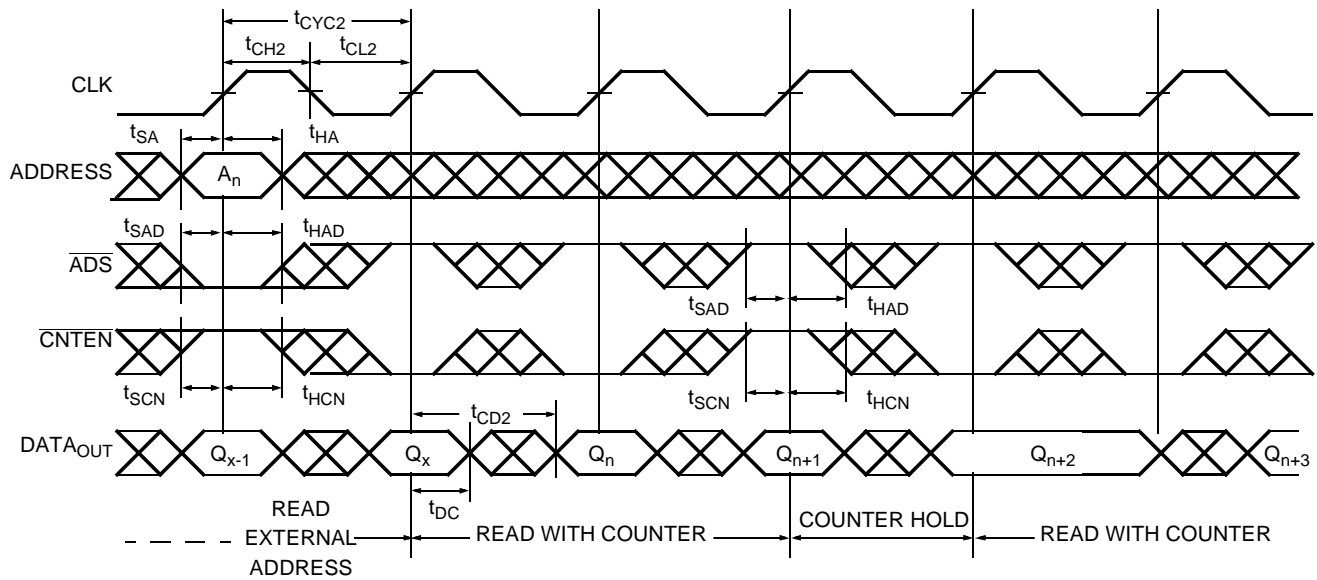 tCYC2
tCH2 tCL2
CLK
tSA tHA
ADDRESS An
tSAD tHAD
ADS
tSAD tHAD
CNTEN
tSCN tHCN tSCN tHCN
tCD2
DATAOUT Qx-1 Qx Qn Qn+1 Qn+2 Qn+3
tDC
READ EXTERNAL ADDRESS
READ WITH COUNTER
COUNTER HOLD
READ WITH COUNTER